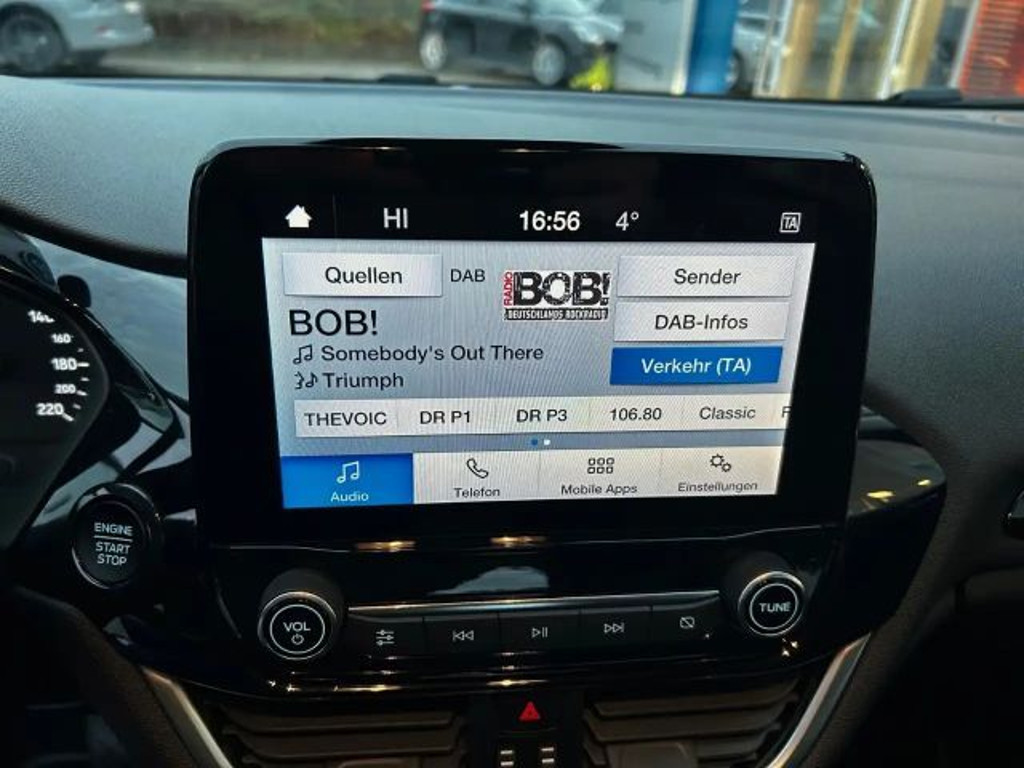 HI 16:56 4° TA
Quellen DAB RADIO BOB! Sender
DEUTSCHLANDS ROCKRADIO
BOB! DAB-Infos
Somebody's Out There Verkehr (TA)
Triumph
THEVOIC DR P1 DR P3 106.80 Classic
Audio Telefon Mobile Apps Einstellungen
160
180
200
220
ENGINE
START
STOP
VOL
TUNE